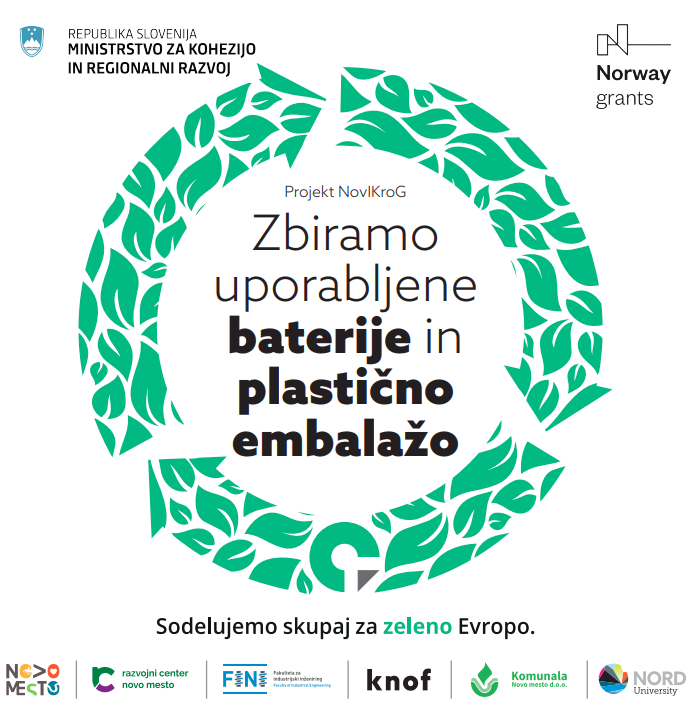 REPUBLIKA SLOVENIJA
MINISTRSTVO ZA KOHEZIJO
IN REGIONALNI RAZVOJ
Norway
grants
Projekt NovIKroG
Zbiramo
uporabljene
baterije in
plastično
embalažo
Sodelujemo skupaj za zeleno Evropo.
NOVO
MESTO
razvojni center
novo mesto
FINI
Fakulteta za
industrijski inženiring
Faculty of Industrial Engineering
knof
Komunala
Novo mesto d.o.o.
NORD
University